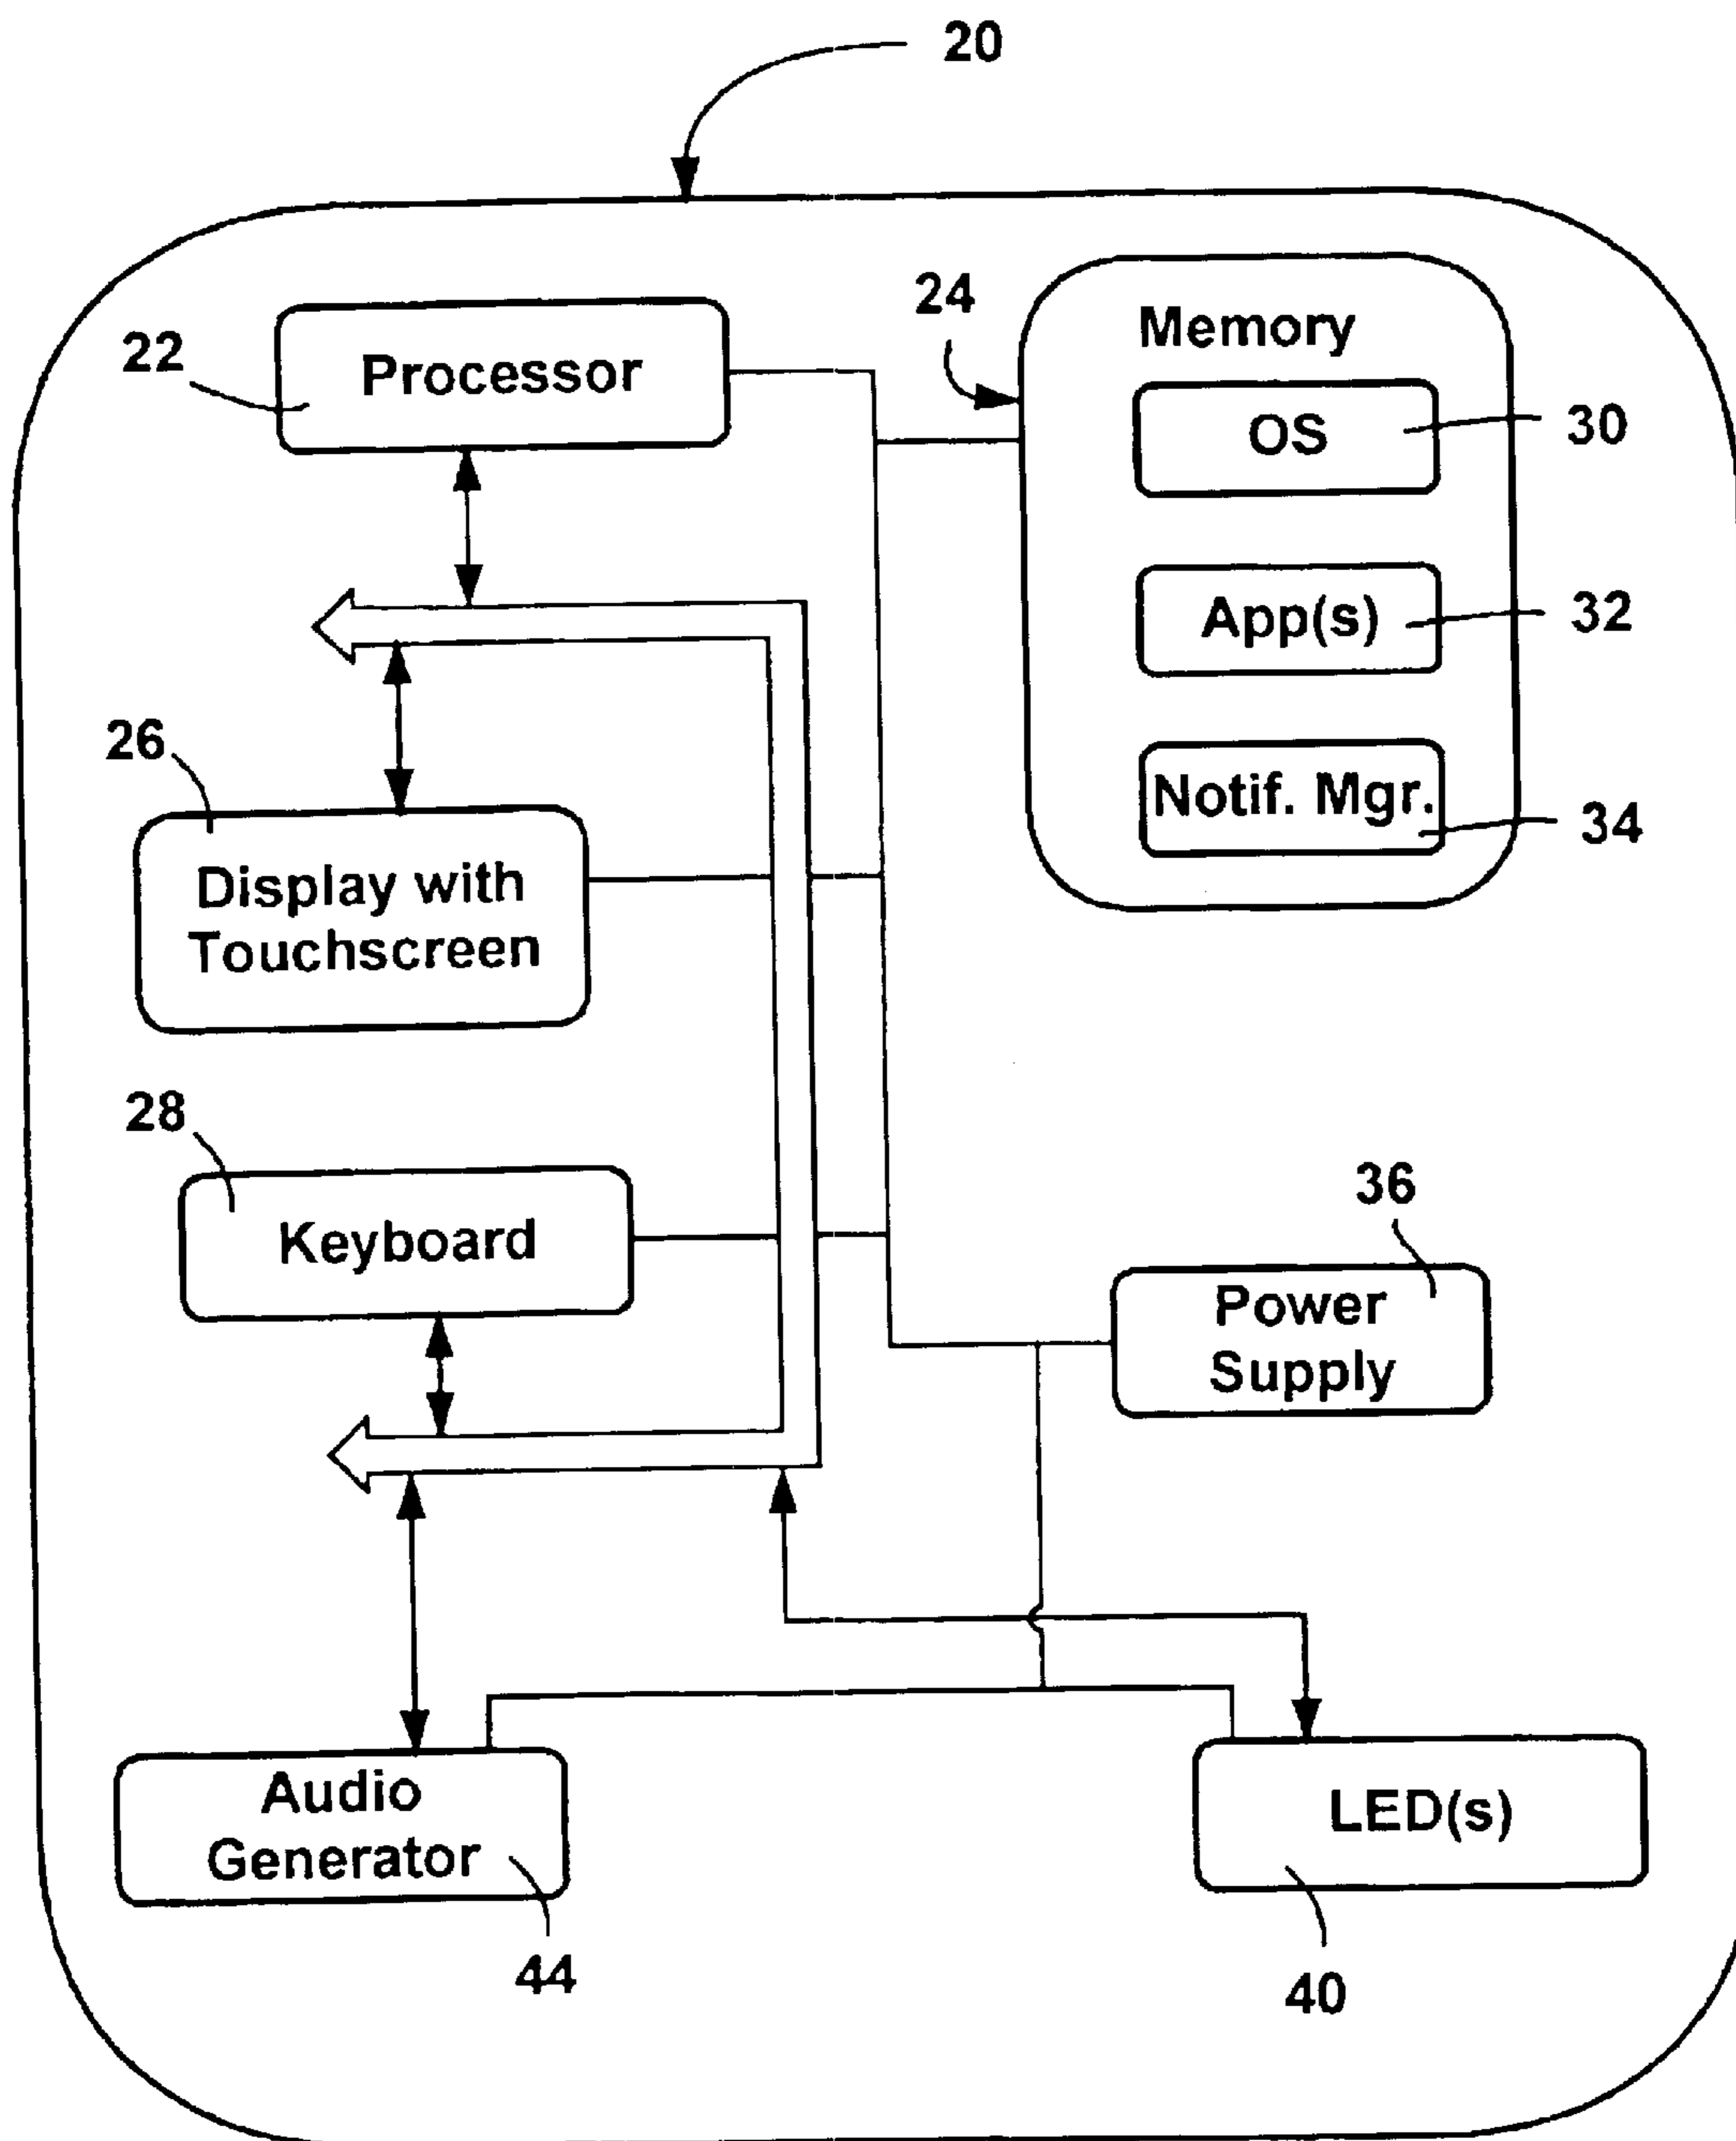 20
24
Memory
22
Processor
OS
30
App(s)
32
26
Notif. Mgr.
34
Display with
Touchscreen
28
Keyboard
36
Power
Supply
Audio
Generator
LED(s)
44
40